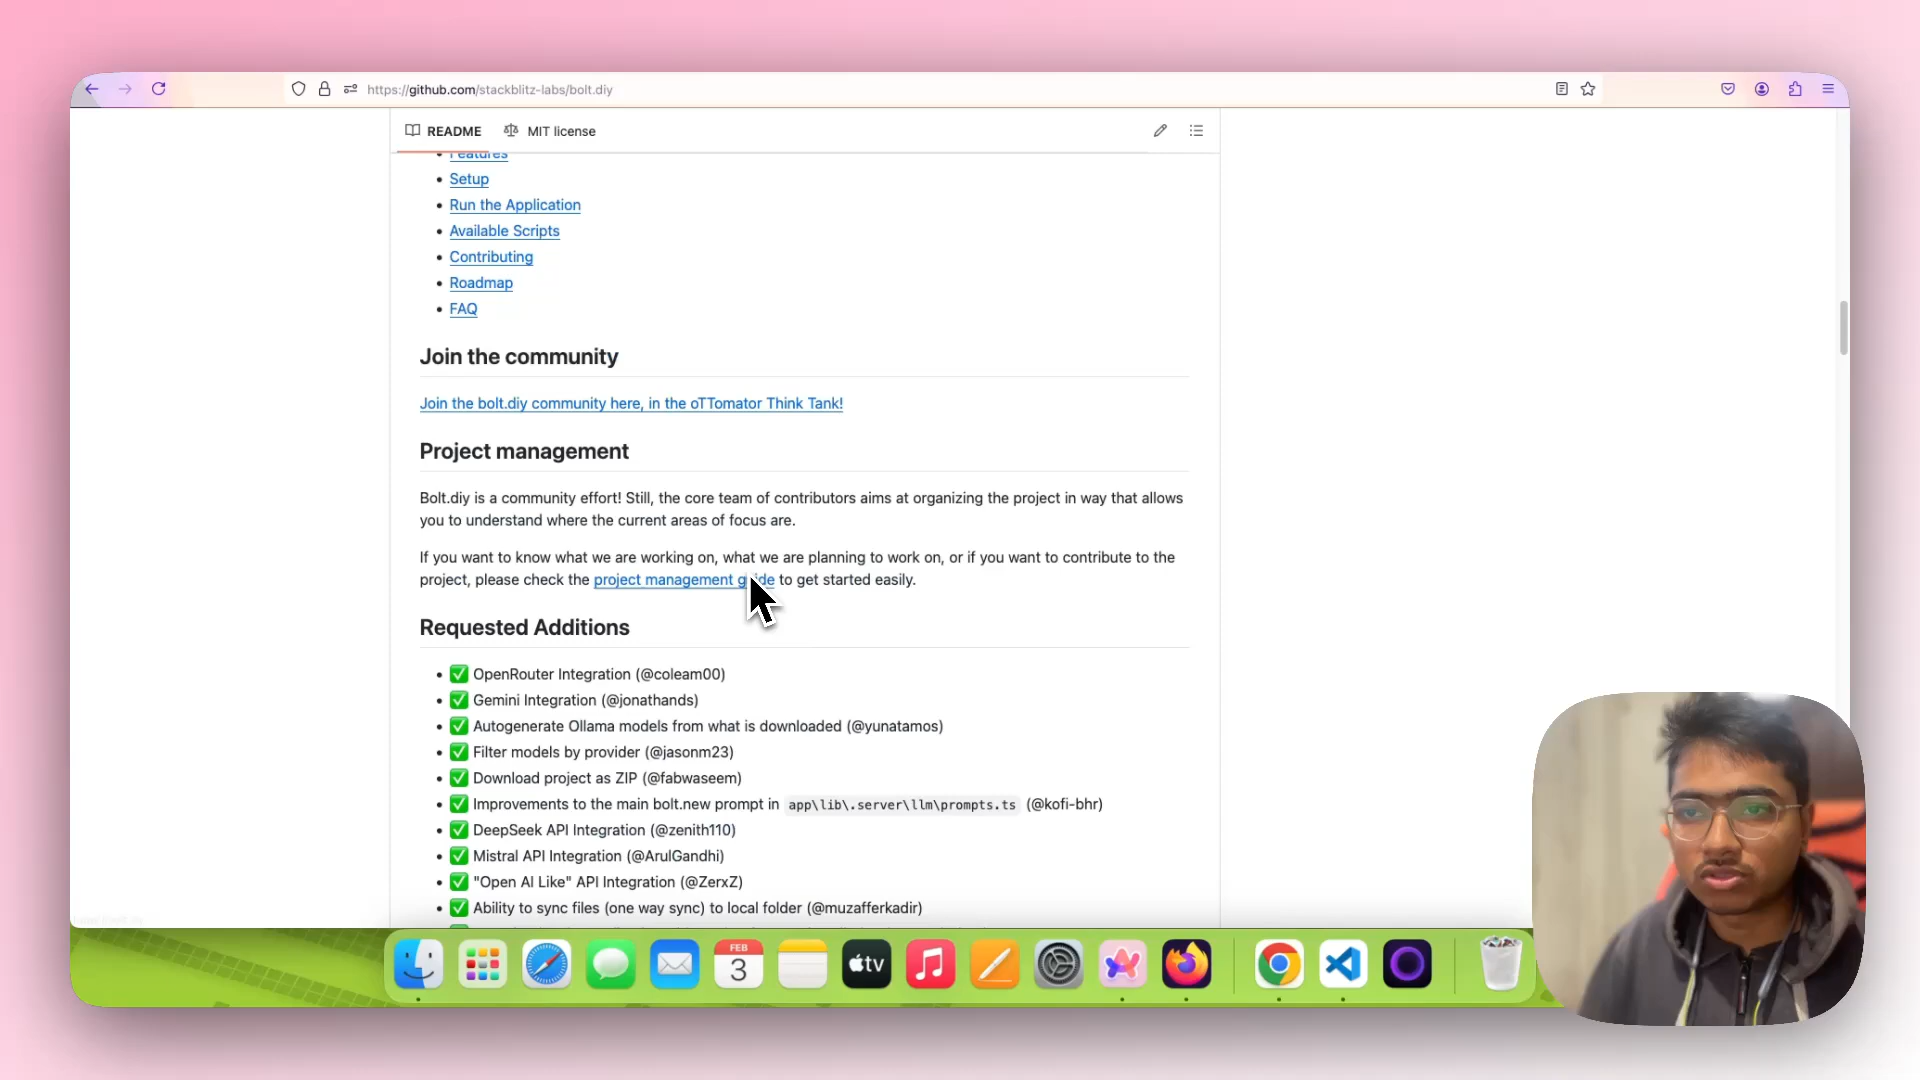 https://github.com/stackblitz-labs/bolt.diy
README
MIT license
Features
Setup
Run the Application
Available Scripts
Contributing
Roadmap
FAQ
Join the community
Join the bolt.diy community here, in the oTTomator Think Tank!
Project management
Bolt.diy is a community effort! Still, the core team of contributors aims at organizing the project in way that allows
you to understand where the current areas of focus are.
If you want to know what we are working on, what we are planning to work on, or if you want to contribute to the
project, please check the project management guide to get started easily.
Requested Additions
✅ OpenRouter Integration (@coleam00)
✅ Gemini Integration (@jonathands)
✅ Autogenerate Ollama models from what is downloaded (@yunatamos)
✅ Filter models by provider (@jasonm23)
✅ Download project as ZIP (@fabwaseem)
✅ Improvements to the main bolt.new prompt in app\lib\.server\llm\prompts.ts (@kofi-bhr)
✅ DeepSeek API Integration (@zenith110)
✅ Mistral API Integration (@ArulGandhi)
✅ "Open AI Like" API Integration (@ZerxZ)
✅ Ability to sync files (one way sync) to local folder (@muzafferkadir)
FEB
3
tv